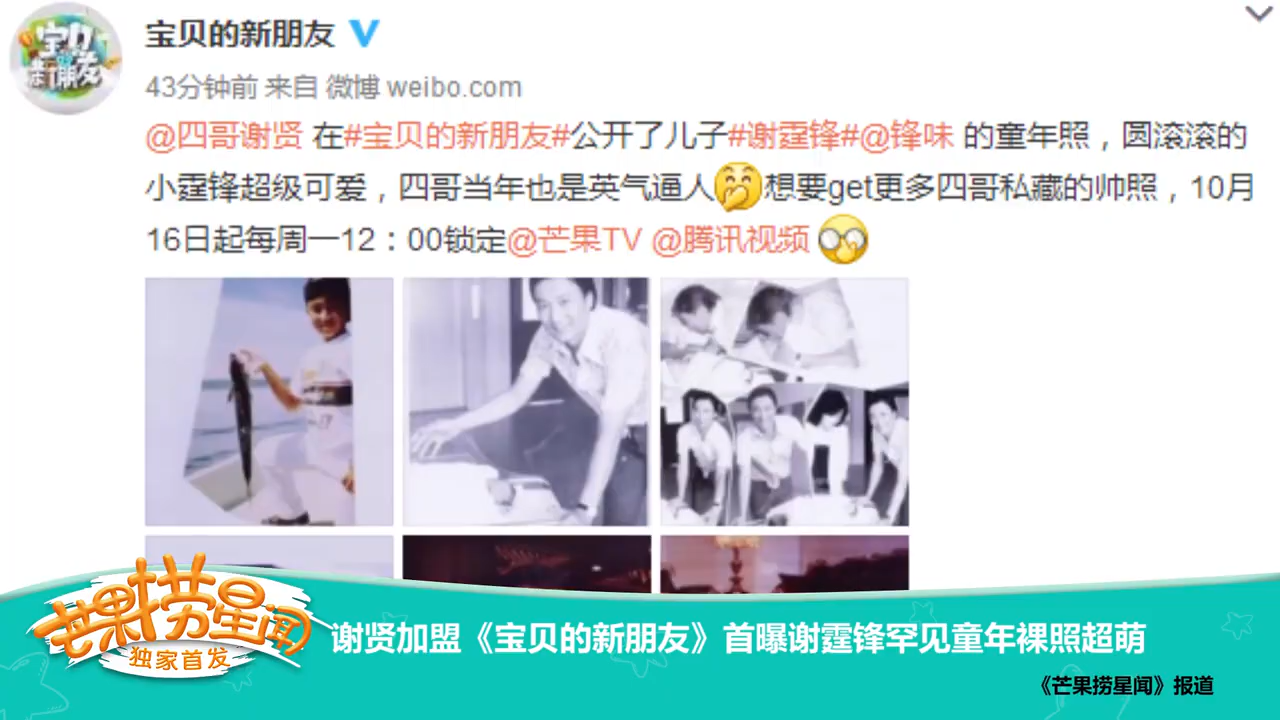 宝贝的新朋友
宝贝的新朋友 V
43分钟前 来自 微博 weibo.com
@四哥谢贤 在#宝贝的新朋友#公开了儿子#谢霆锋#@锋味 的童年照，圆滚滚的
小霆锋超级可爱，四哥当年也是英气逼人 想要get更多四哥私藏的帅照，10月
16日起每周一12：00锁定@芒果TV @腾讯视频
芒果捞星闻
独家首发
谢贤加盟《宝贝的新朋友》首曝谢霆锋罕见童年裸照超萌
《芒果捞星闻》报道